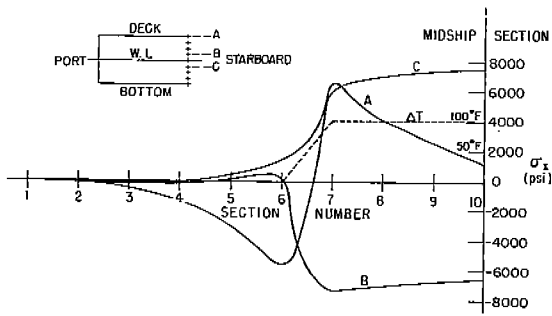 DECK
A
W.L
B
PORT
STARBOARD
C
BOTTOM
MIDSHIP SECTION
C
8000
A
6000
ΔT
100°F
4000
50°F
2000
σx
0
(psi)
1 2 3 4 5 6 7 8 9 10
SECTION NUMBER
-2000
-4000
B
-6000
-8000